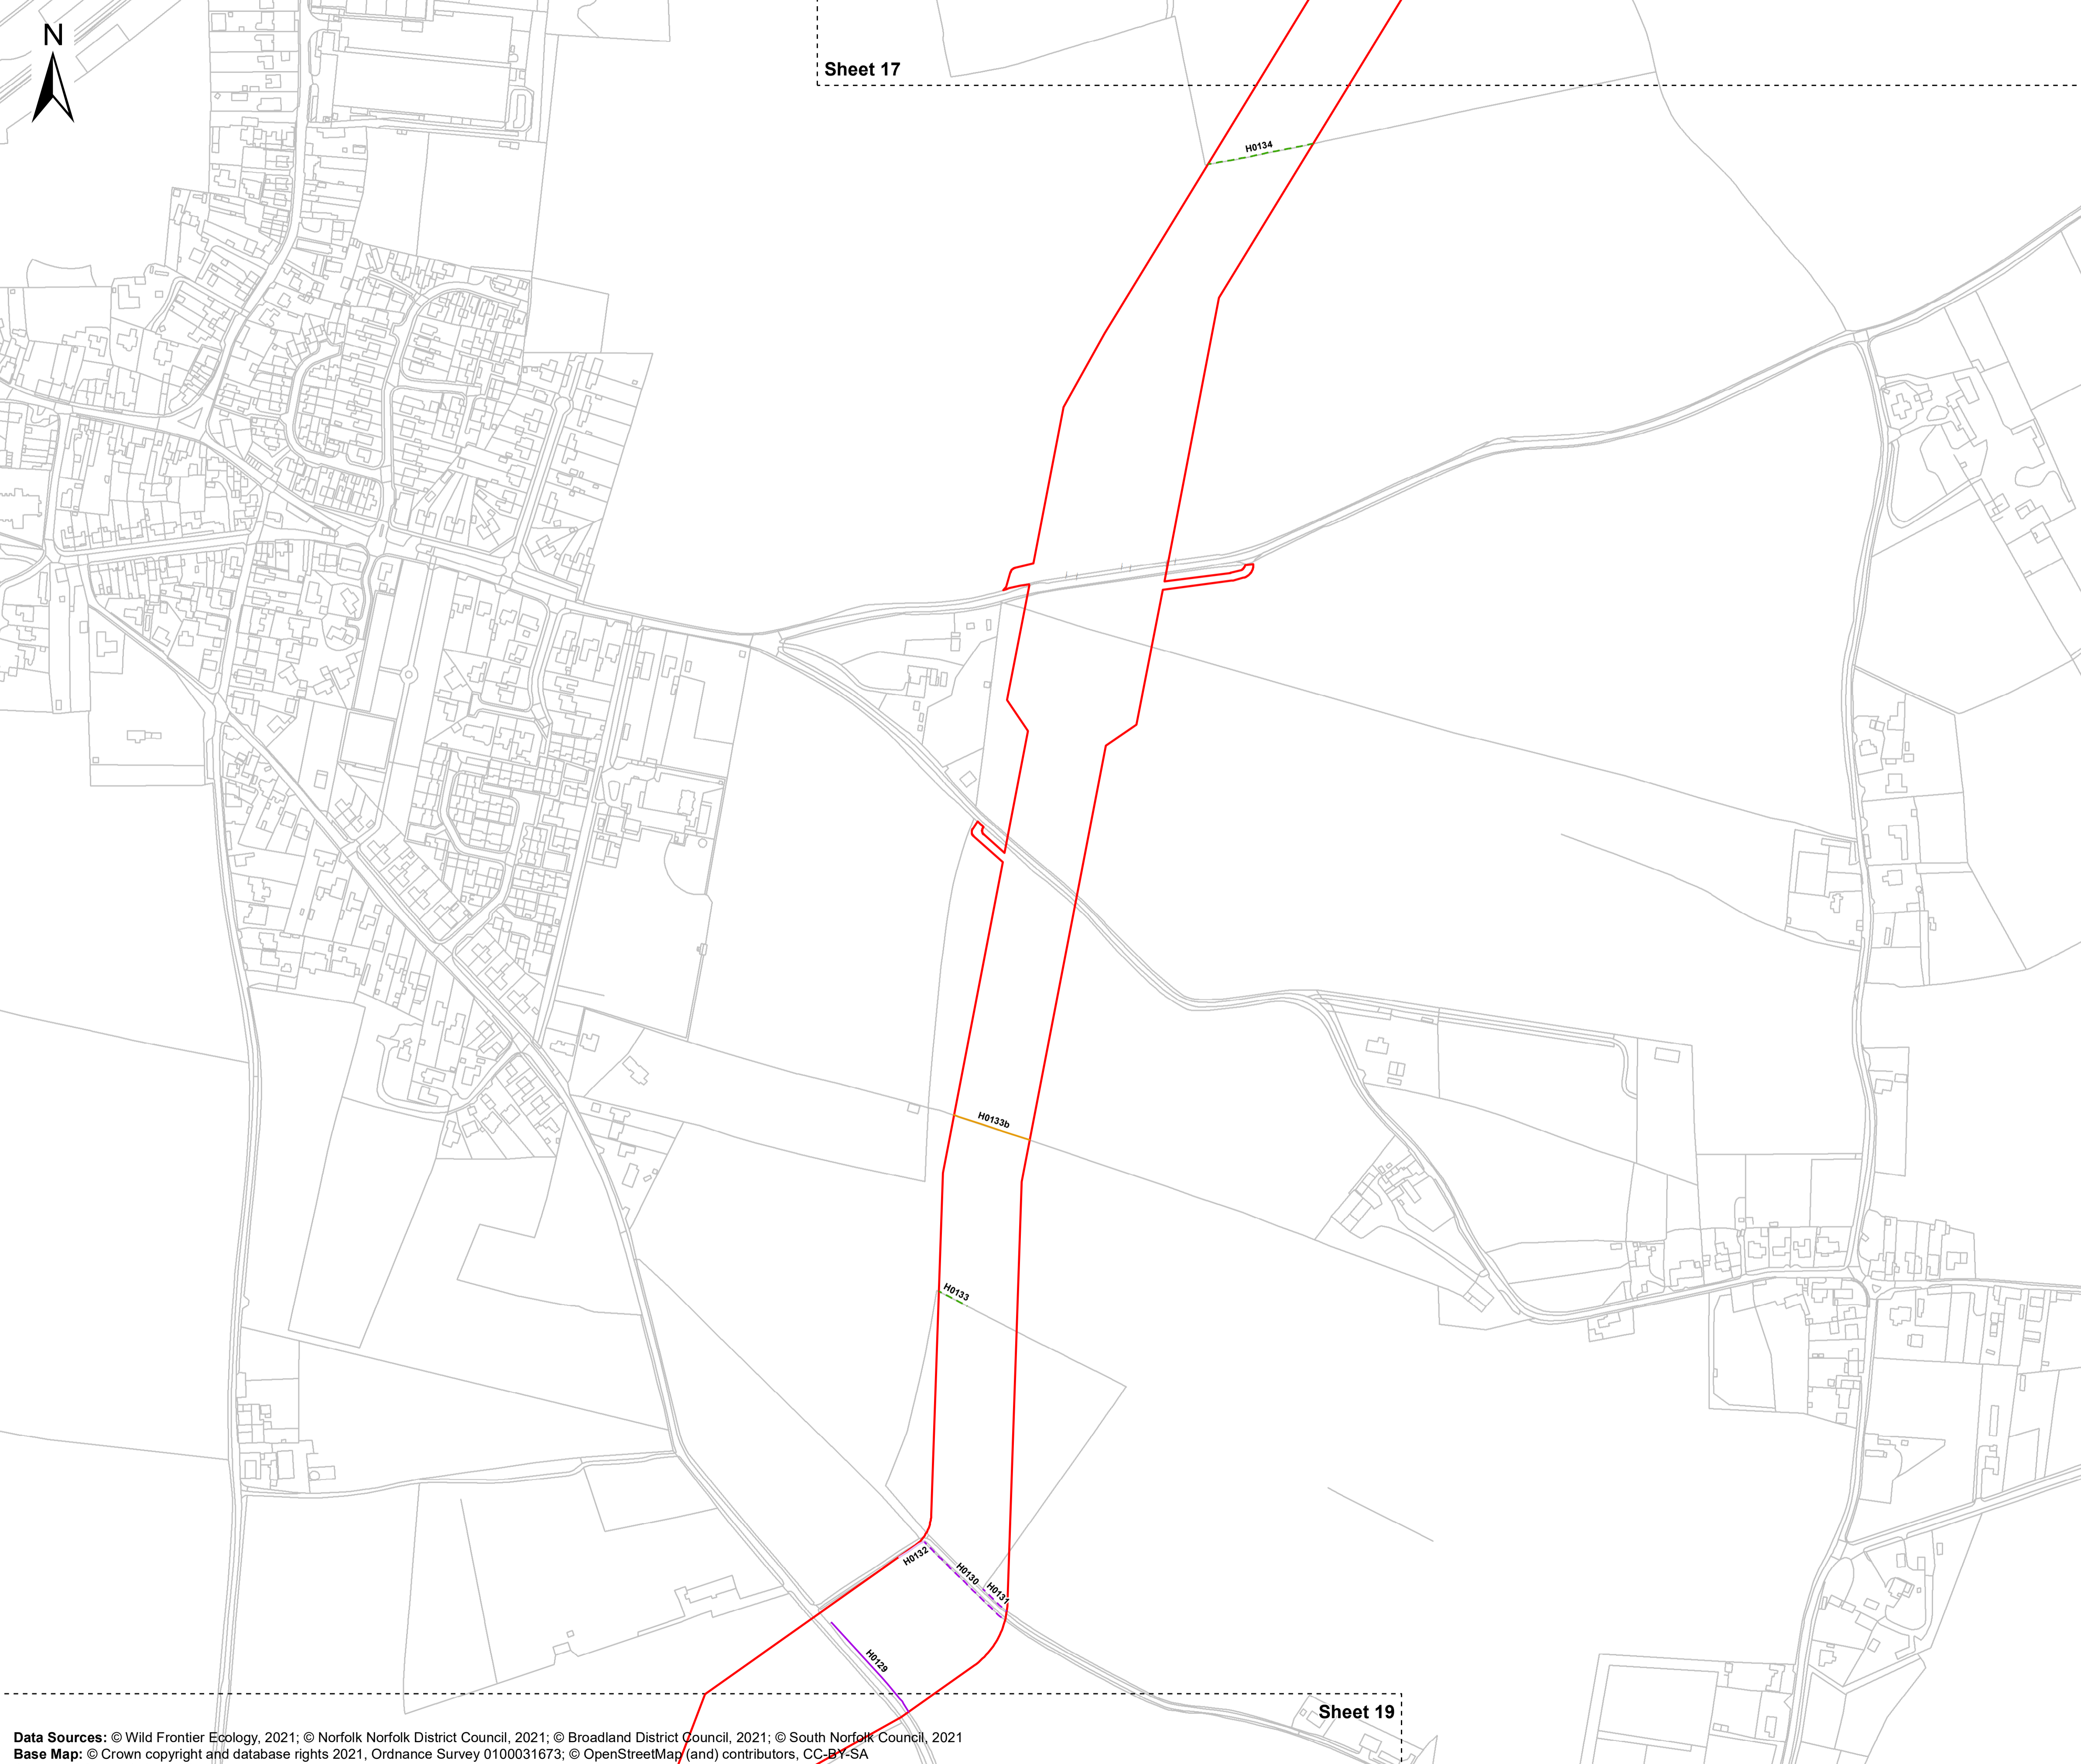 N
Sheet 17
H0134
H0133b
H0133
H0132
H0130
H0131
H0129
Sheet 19
Data Sources: © Wild Frontier Ecology, 2021; © Norfolk Norfolk District Council, 2021; © Broadland District Council, 2021; © South Norfolk Council, 2021
Base Map: © Crown copyright and database rights 2021, Ordnance Survey 0100031673; © OpenStreetMap (and) contributors, CC-BY-SA